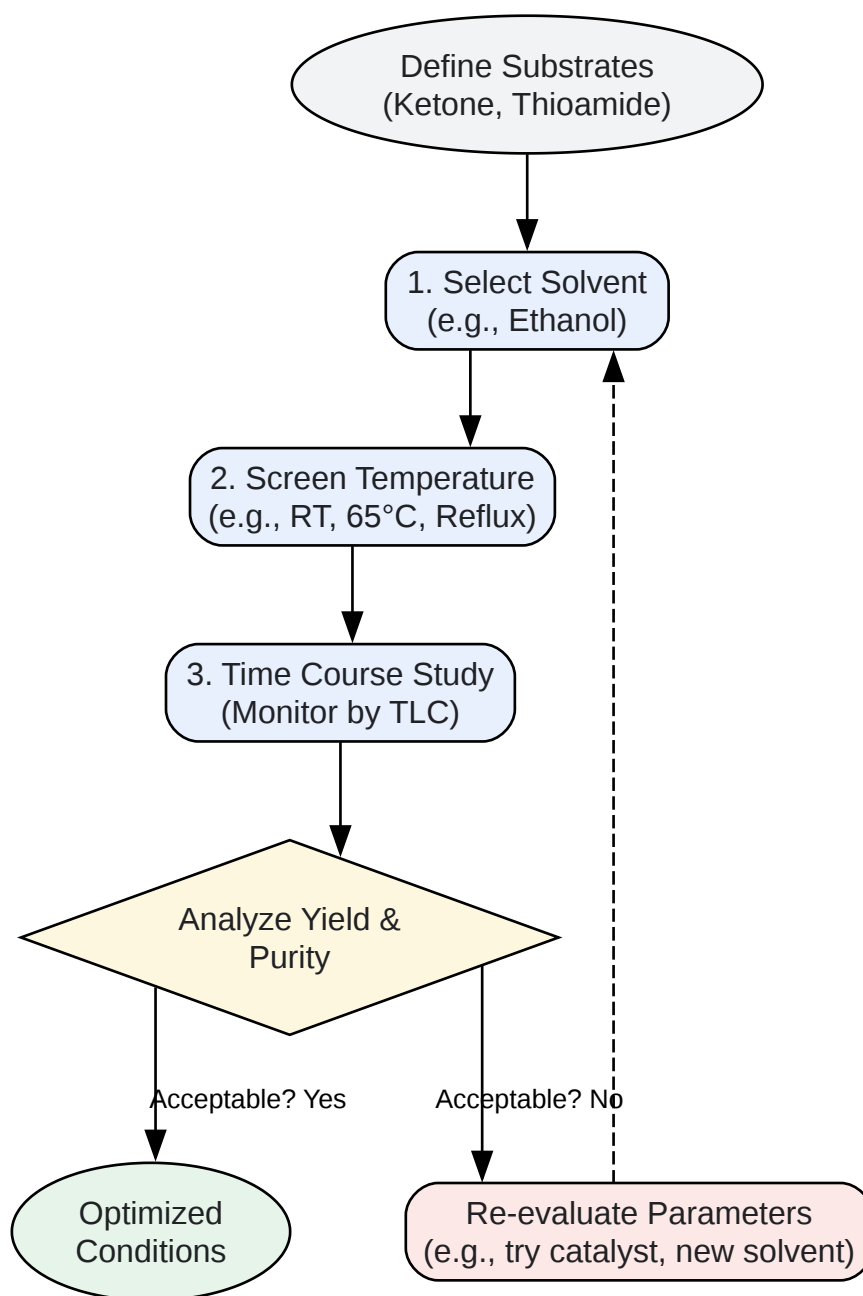 Define Substrates
(Ketone, Thioamide)
1. Select Solvent
(e.g., Ethanol)
2. Screen Temperature
(e.g., RT, 65°C, Reflux)
3. Time Course Study
(Monitor by TLC)
Analyze Yield &
Purity
Acceptable? Yes
Acceptable? No
Optimized
Conditions
Re-evaluate Parameters
(e.g., try catalyst, new solvent)